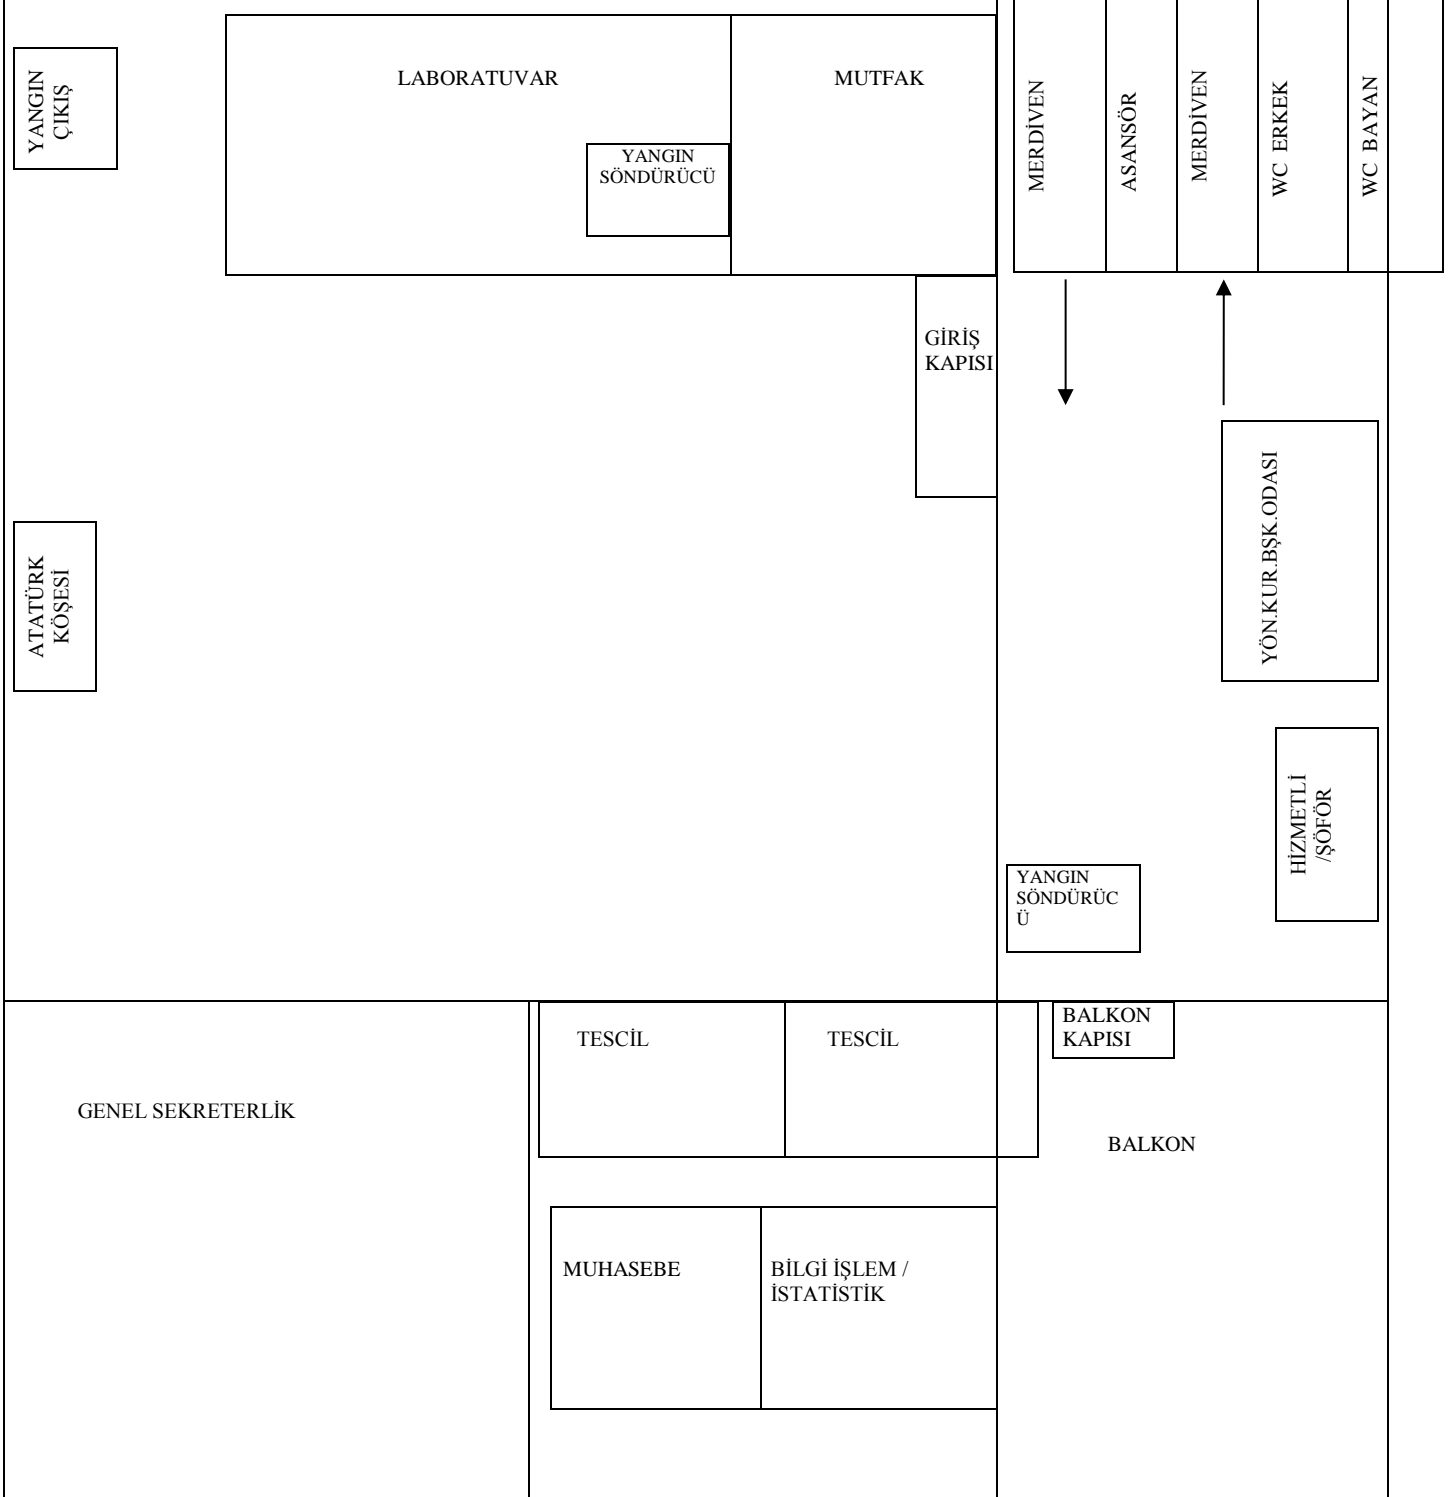 YANGIN
ÇIKIŞ
LABORATUVAR
MUTFAK
YANGIN
SÖNDÜRÜCÜ
MERDİVEN
ASANSÖR
MERDİVEN
WC ERKEK
WC BAYAN
GİRİŞ
KAPISI
ATATÜRK
KÖŞESİ
YÖN.KUR.BŞK.ODASI
HİZMETLİ
/ŞÖFÖR
YANGIN
SÖNDÜRÜC
Ü
TESCİL
TESCİL
BALKON
KAPISI
GENEL SEKRETERLİK
BALKON
MUHASEBE
BİLGİ İŞLEM /
İSTATİSTİK